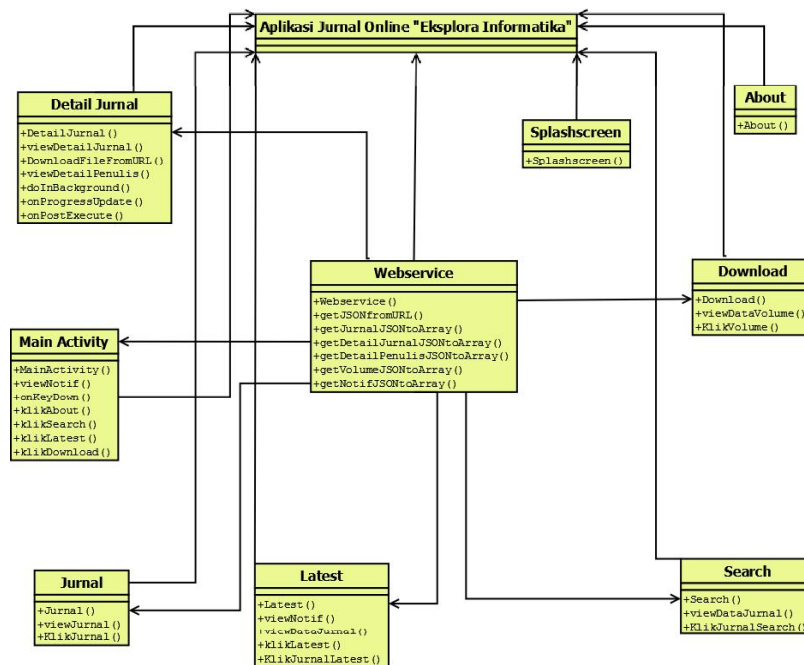 Aplikasi Jurnal Online "Eksplora Informatika"
Detail Jurnal
+DetailJurnal()
+viewDetailJurnal()
+DownloadFileFromURL()
+viewDetailPenulis()
+doInBackground()
+onProgressUpdate()
+onPostExecute()
Splashscreen
+Splashscreen()
About
+About()
Webservice
+Webservice()
+getJSONfromURL()
+getJurnalJSONtoArray()
+getDetailJurnalJSONtoArray()
+getDetailPenulisJSONtoArray()
+getVolumeJSONtoArray()
+getNotifJSONtoArray()
Download
+Download()
+viewDataVolume()
+KlikVolume()
Main Activity
+MainActivity()
+viewNotif()
+onKeyDown()
+klikAbout()
+klikSearch()
+klikLatest()
+klikDownload()
Jurnal
+Jurnal()
+viewJurnal()
+KlikJurnal()
Latest
+Latest()
+viewNotif()
+viewDataJurnal()
+klikLatest()
+KlikJurnalLatest()
Search
+Search()
+viewDataJurnal()
+KlikJurnalSearch()